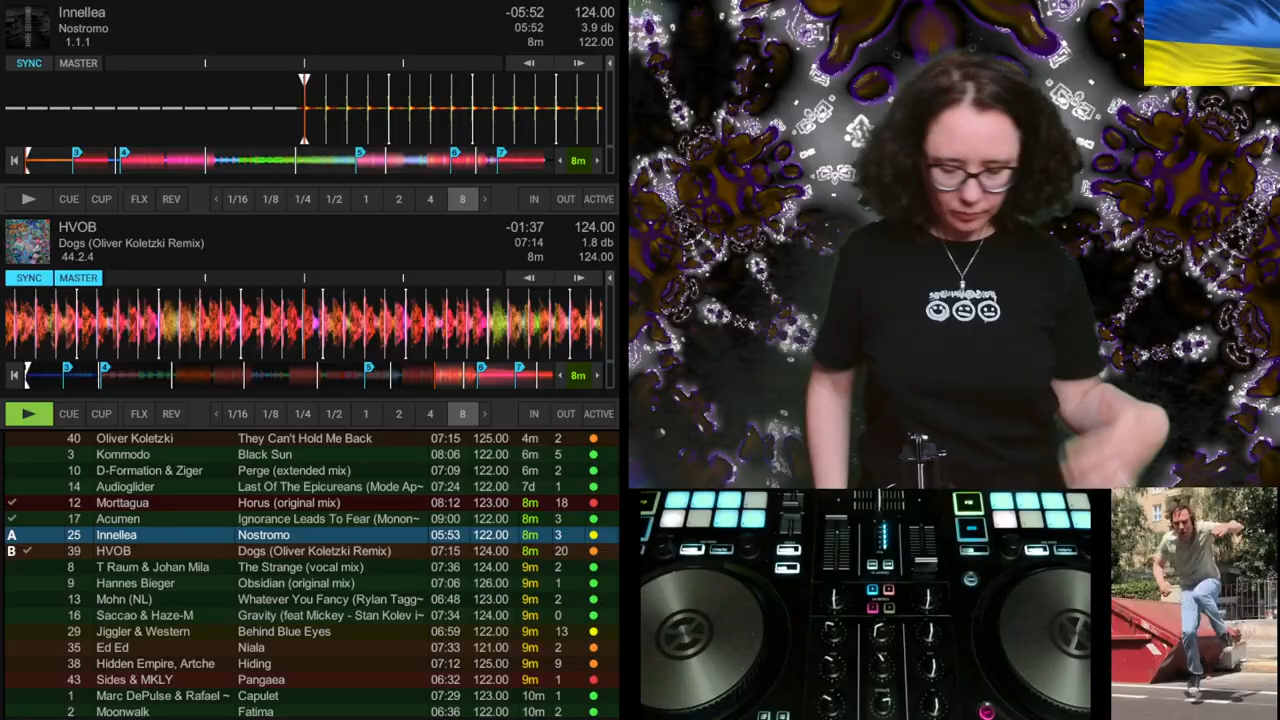 Innellea -05:52 124.00
Nostromo 05:52 3.9 db
1.1.1 8m 122.00
SYNC MASTER
3 4 5 6 7 8m
CUE CUP FLX REV 1/16 1/8 1/4 1/2 1 2 4 8 IN OUT ACTIVE
HVOB -01:37 124.00
Dogs (Oliver Koletzki Remix) 07:14 1.8 db
44.2.4 8m 124.00
SYNC MASTER
3 4 5 6 7 8m
CUE CUP FLX REV 1/16 1/8 1/4 1/2 1 2 4 8 IN OUT ACTIVE
40 Oliver Koletzki They Can't Hold Me Back 07:15 125.00 4m 2
3 Kommodo Black Sun 08:06 122.00 6m 5
10 D-Formation & Ziger Perge (extended mix) 07:09 122.00 6m 2
14 Audioglider Last Of The Epicureans (Mode Ap~ 07:24 122.00 7d 1
12 Morttagua Horus (original mix) 08:12 123.00 8m 18
17 Acumen Ignorance Leads To Fear (Monon~ 09:00 122.00 8m 3
A 25 Innellea Nostromo 05:53 122.00 8m 3
B 39 HVOB Dogs (Oliver Koletzki Remix) 07:15 124.00 8m 20
8 T Raum & Johan Mila The Strange (vocal mix) 07:36 124.00 9m 2
9 Hannes Bieger Obsidian (original mix) 07:06 126.00 9m 1
13 Mohn (NL) Whatever You Fancy (Rylan Tagg~ 06:48 123.00 9m 2
16 Saccao & Haze-M Gravity (feat Mickey - Stan Kolev i~ 07:34 124.00 9m 0
29 Jiggler & Western Behind Blue Eyes 06:59 122.00 9m 13
35 Ed Ed Niala 07:33 121.00 9m 2
38 Hidden Empire, Artche Hiding 07:12 125.00 9m 9
43 Sides & MKLY Pangaea 06:32 122.00 9m 1
1 Marc DePulse & Rafael ~ Capulet 07:29 123.00 10m 1
2 Moonwalk Fatima 06:36 122.00 10m 2